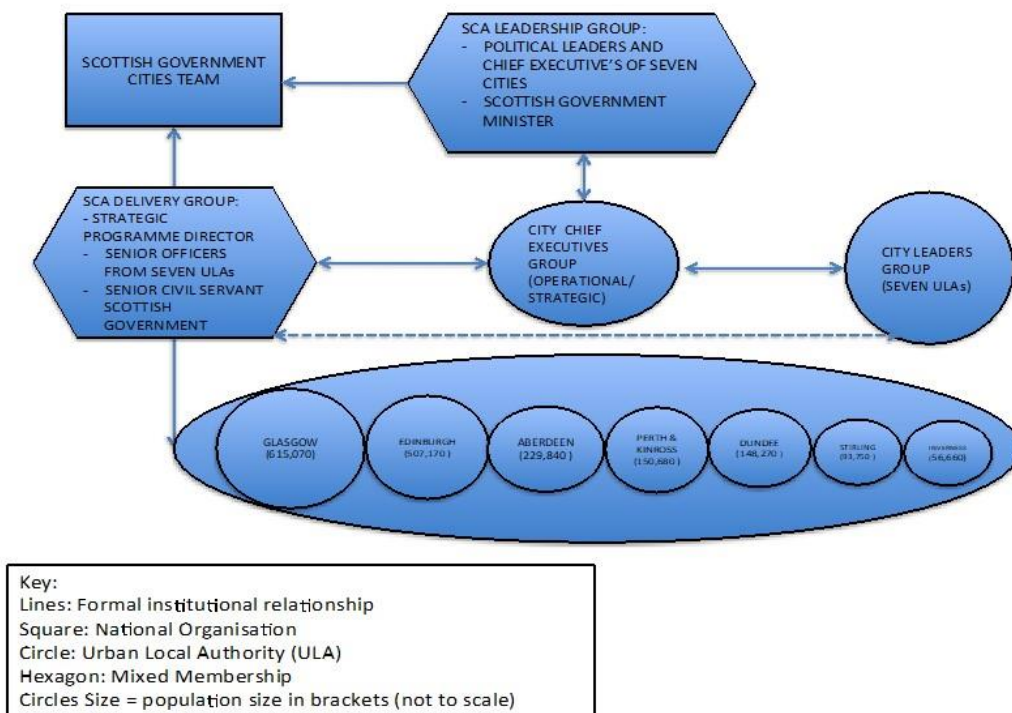 SCOTTISH GOVERNMENT
CITIES TEAM
SCA LEADERSHIP GROUP:
- POLITICAL LEADERS AND
CHIEF EXECUTIVE'S OF SEVEN
CITIES
- SCOTTISH GOVERNMENT
MINISTER
SCA DELIVERY GROUP:
- STRATEGIC
PROGRAMME DIRECTOR
- SENIOR OFFICERS
FROM SEVEN ULAs
- SENIOR CIVIL SERVANT
SCOTTISH
GOVERNMENT
CITY CHIEF
EXECUTIVES
GROUP
(OPERATIONAL/
STRATEGIC)
CITY LEADERS
GROUP
(SEVEN ULAs)
GLASGOW
(615,070)
EDINBURGH
(507,170)
ABERDEEN
(229,840)
PERTH &
KINROSS
(150,680)
DUNDEE
(148,270)
STIRLING
(93,750)
INVERNESS
(56,660)
Key:
Lines: Formal institutional relationship
Square: National Organisation
Circle: Urban Local Authority (ULA)
Hexagon: Mixed Membership
Circles Size = population size in brackets (not to scale)